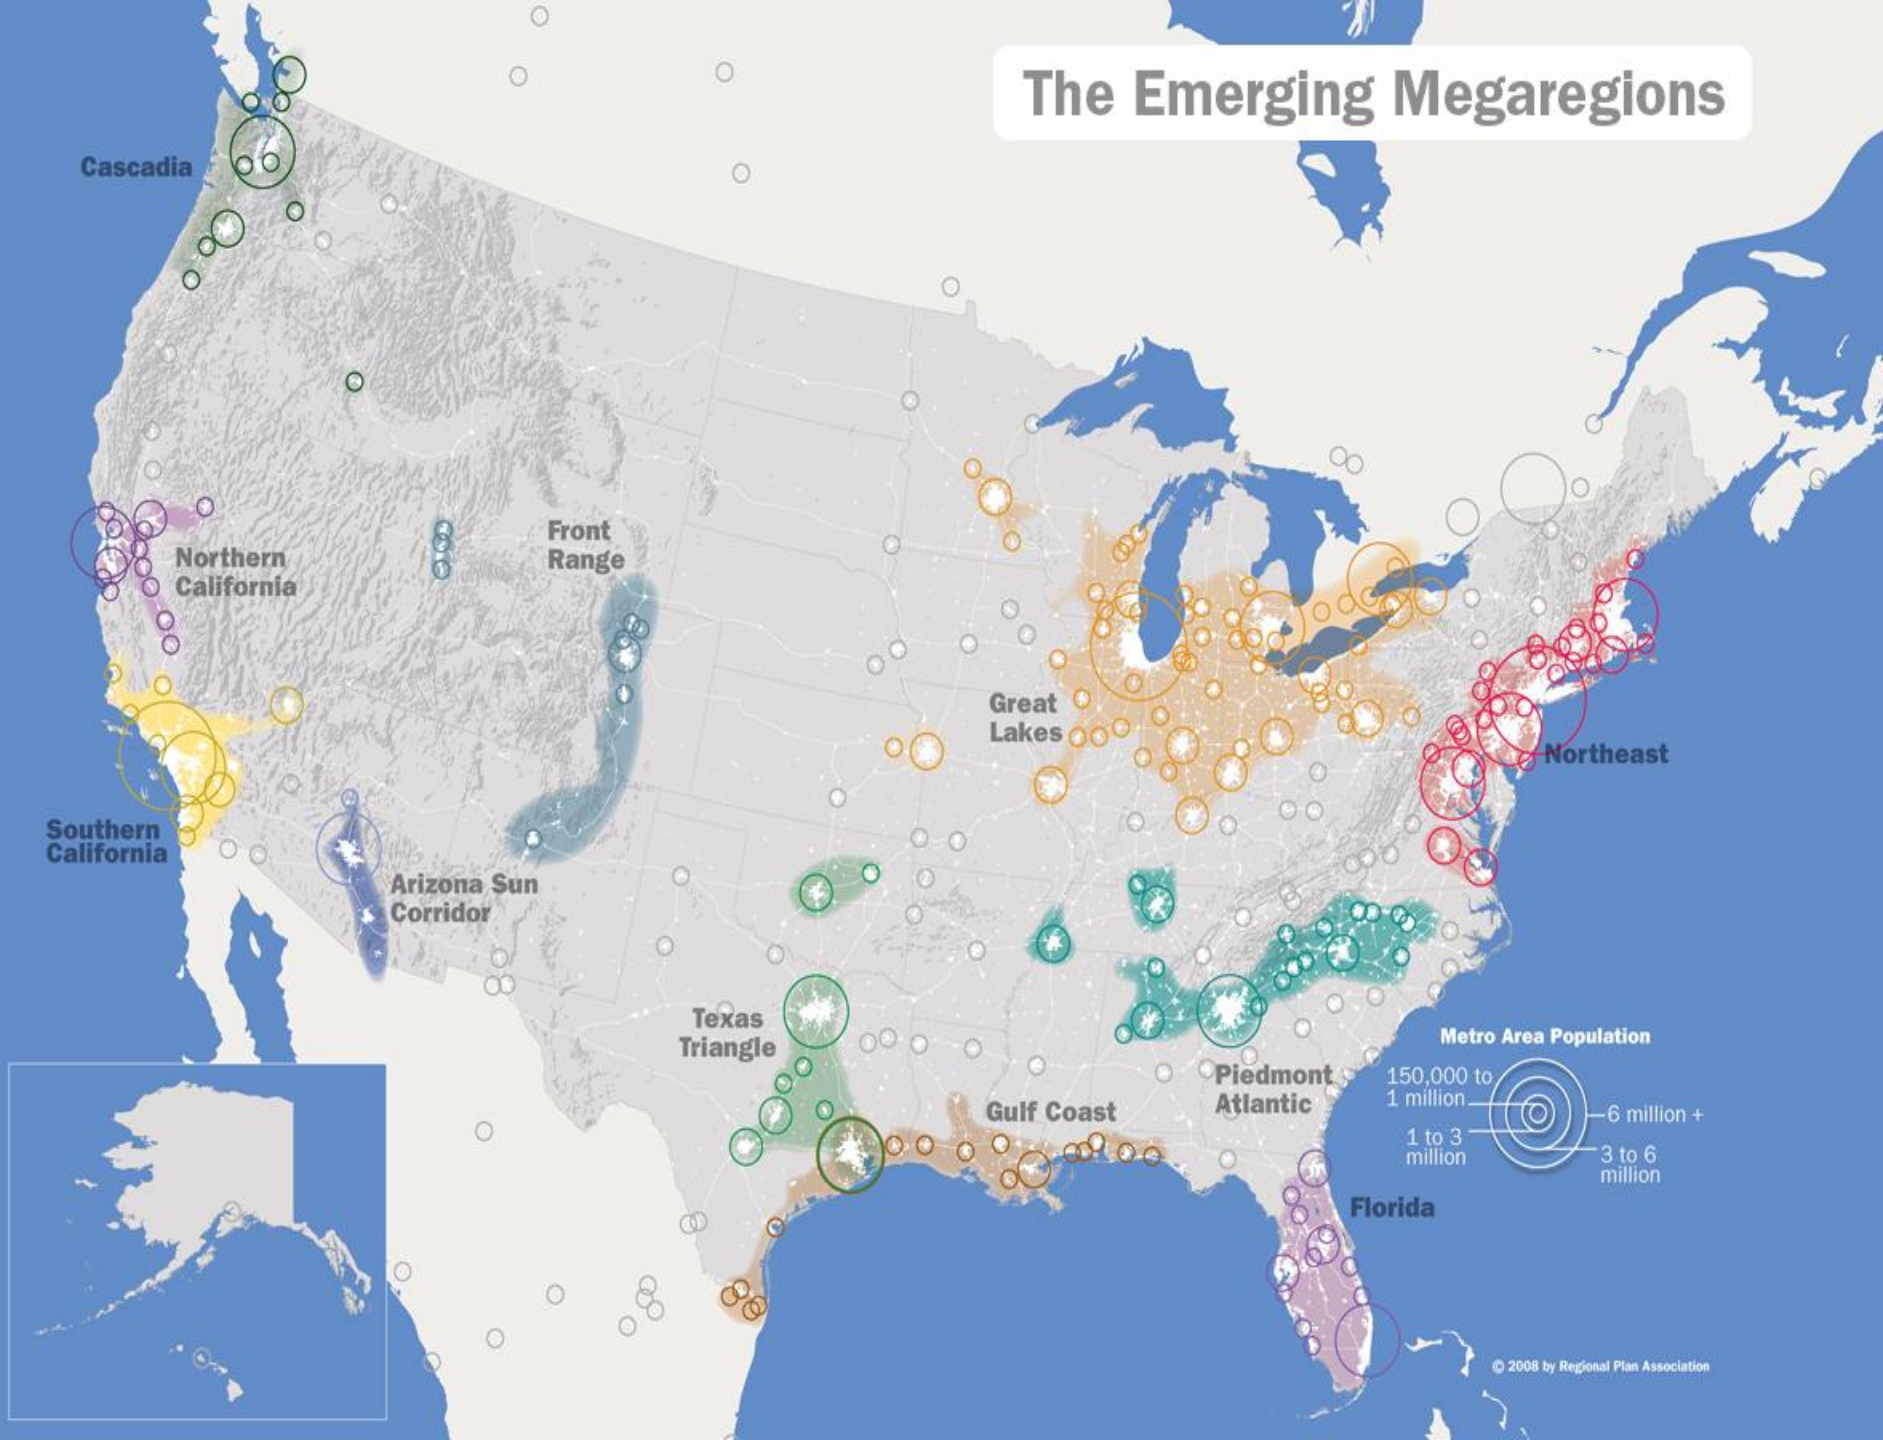 The Emerging Megaregions
Cascadia
Front
Range
Northern
California
Great
Lakes
Northeast
Southern
California
Arizona Sun
Corridor
Texas
Triangle
Gulf Coast
Piedmont
Atlantic
Florida
Metro Area Population
150,000 to
1 million
6 million +
1 to 3
million
3 to 6
million
© 2008 by Regional Plan Association